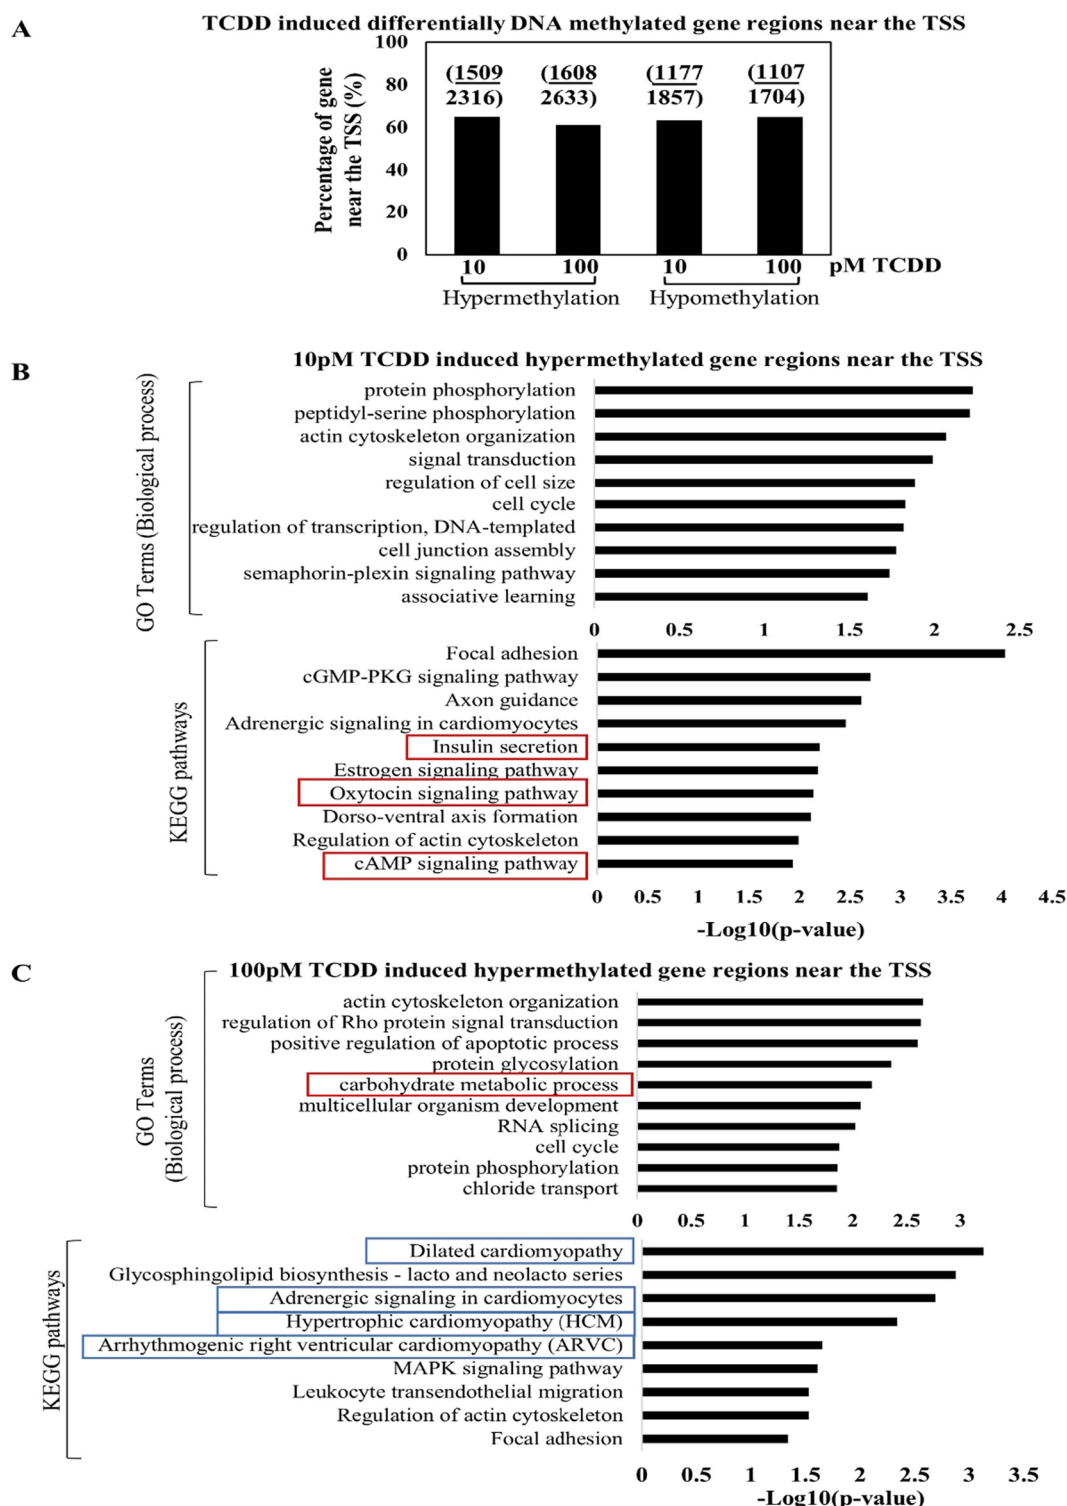 A
TCDD induced differentially DNA methylated gene regions near the TSS
Percentage of gene
near the TSS (%)
100
80
60
40
20
0
(1509
2316)
(1608
2633)
(1177
1857)
(1107
1704)
10 100 10 100 pM TCDD
Hypermethylation Hypomethylation
B
10pM TCDD induced hypermethylated gene regions near the TSS
GO Terms (Biological process)
protein phosphorylation
peptidyl-serine phosphorylation
actin cytoskeleton organization
signal transduction
regulation of cell size
cell cycle
regulation of transcription, DNA-templated
cell junction assembly
semaphorin-plexin signaling pathway
associative learning
0 0.5 1 1.5 2 2.5
KEGG pathways
Focal adhesion
cGMP-PKG signaling pathway
Axon guidance
Adrenergic signaling in cardiomyocytes
Insulin secretion
Estrogen signaling pathway
Oxytocin signaling pathway
Dorso-ventral axis formation
Regulation of actin cytoskeleton
cAMP signaling pathway
0 0.5 1 1.5 2 2.5 3 3.5 4 4.5
-Log10(p-value)
C
100pM TCDD induced hypermethylated gene regions near the TSS
GO Terms
(Biological process)
actin cytoskeleton organization
regulation of Rho protein signal transduction
positive regulation of apoptotic process
protein glycosylation
carbohydrate metabolic process
multicellular organism development
RNA splicing
cell cycle
protein phosphorylation
chloride transport
0 0.5 1 1.5 2 2.5 3
KEGG pathways
Dilated cardiomyopathy
Glycosphingolipid biosynthesis - lacto and neolacto series
Adrenergic signaling in cardiomyocytes
Hypertrophic cardiomyopathy (HCM)
Arrhythmogenic right ventricular cardiomyopathy (ARVC)
MAPK signaling pathway
Leukocyte transendothelial migration
Regulation of actin cytoskeleton
Focal adhesion
0 0.5 1 1.5 2 2.5 3 3.5
-Log10(p-value)